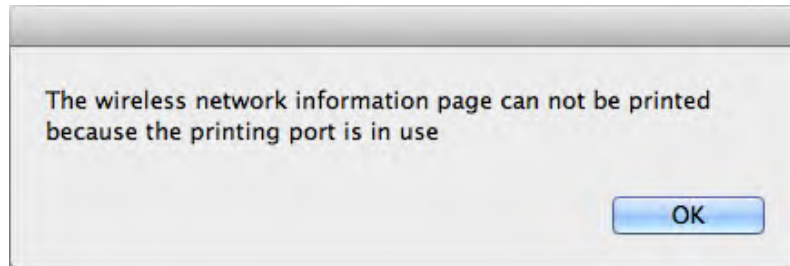 The wireless network information page can not be printed
because the printing port is in use
OK